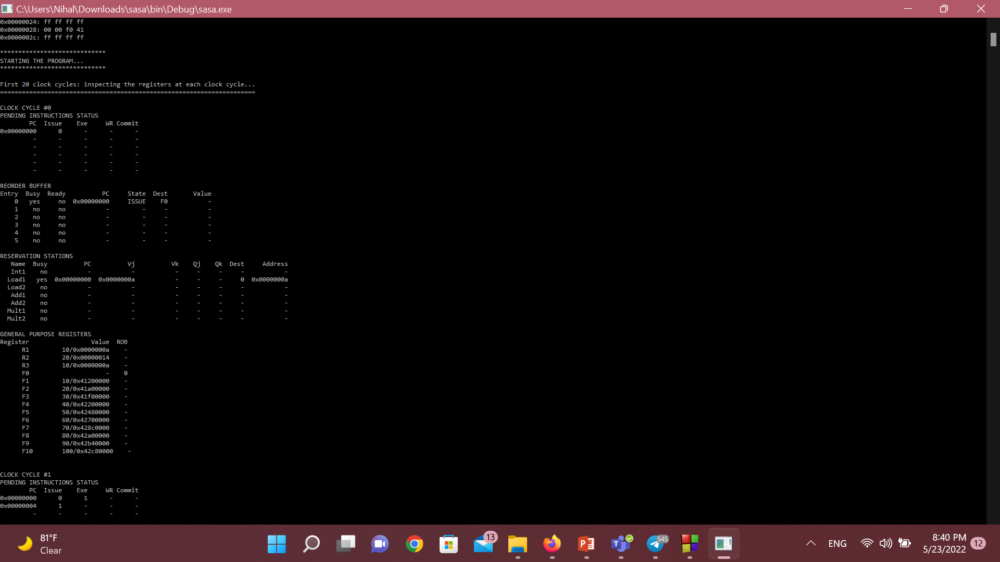 C:\Users\Nihal\Downloads\sasa\bin\Debug\sasa.exe
0x00000024: ff ff ff ff
0x00000028: 00 00 f0 41
0x0000002c: ff ff ff ff
*****************************
STARTING THE PROGRAM...
*****************************
First 20 clock cycles: inspecting the registers at each clock cycle...
======================================================================
CLOCK CYCLE #0
PENDING INSTRUCTIONS STATUS
PC Issue Exe WR Commit
0x00000000 0 - - -
- - - - -
- - - - -
- - - - -
- - - - -
- - - - -
REORDER BUFFER
Entry Busy Ready PC State Dest Value
0 yes no 0x00000000 ISSUE F0 -
1 no no - - - -
2 no no - - - -
3 no no - - - -
4 no no - - - -
5 no no - - - -
RESERVATION STATIONS
Name Busy PC Vj Vk Qj Qk Dest Address
Int1 no - - - - - - -
Load1 yes 0x00000000 0x0000000a - - - 0 0x0000000a
Load2 no - - - - - - -
Add1 no - - - - - - -
Add2 no - - - - - - -
Mult1 no - - - - - - -
Mult2 no - - - - - - -
GENERAL PURPOSE REGISTERS
Register Value ROB
R1 10/0x0000000a -
R2 20/0x00000014 -
R3 10/0x0000000a -
F0 - 0
F1 10/0x41200000 -
F2 20/0x41a00000 -
F3 30/0x41f00000 -
F4 40/0x42200000 -
F5 50/0x42480000 -
F6 60/0x42700000 -
F7 70/0x428c0000 -
F8 80/0x42a00000 -
F9 90/0x42b40000 -
F10 100/0x42c80000 -
CLOCK CYCLE #1
PENDING INSTRUCTIONS STATUS
PC Issue Exe WR Commit
0x00000000 0 1 - -
0x00000004 1 - - -
- - - - -
81°F
Clear
13
545
ENG
8:40 PM
5/23/2022
12